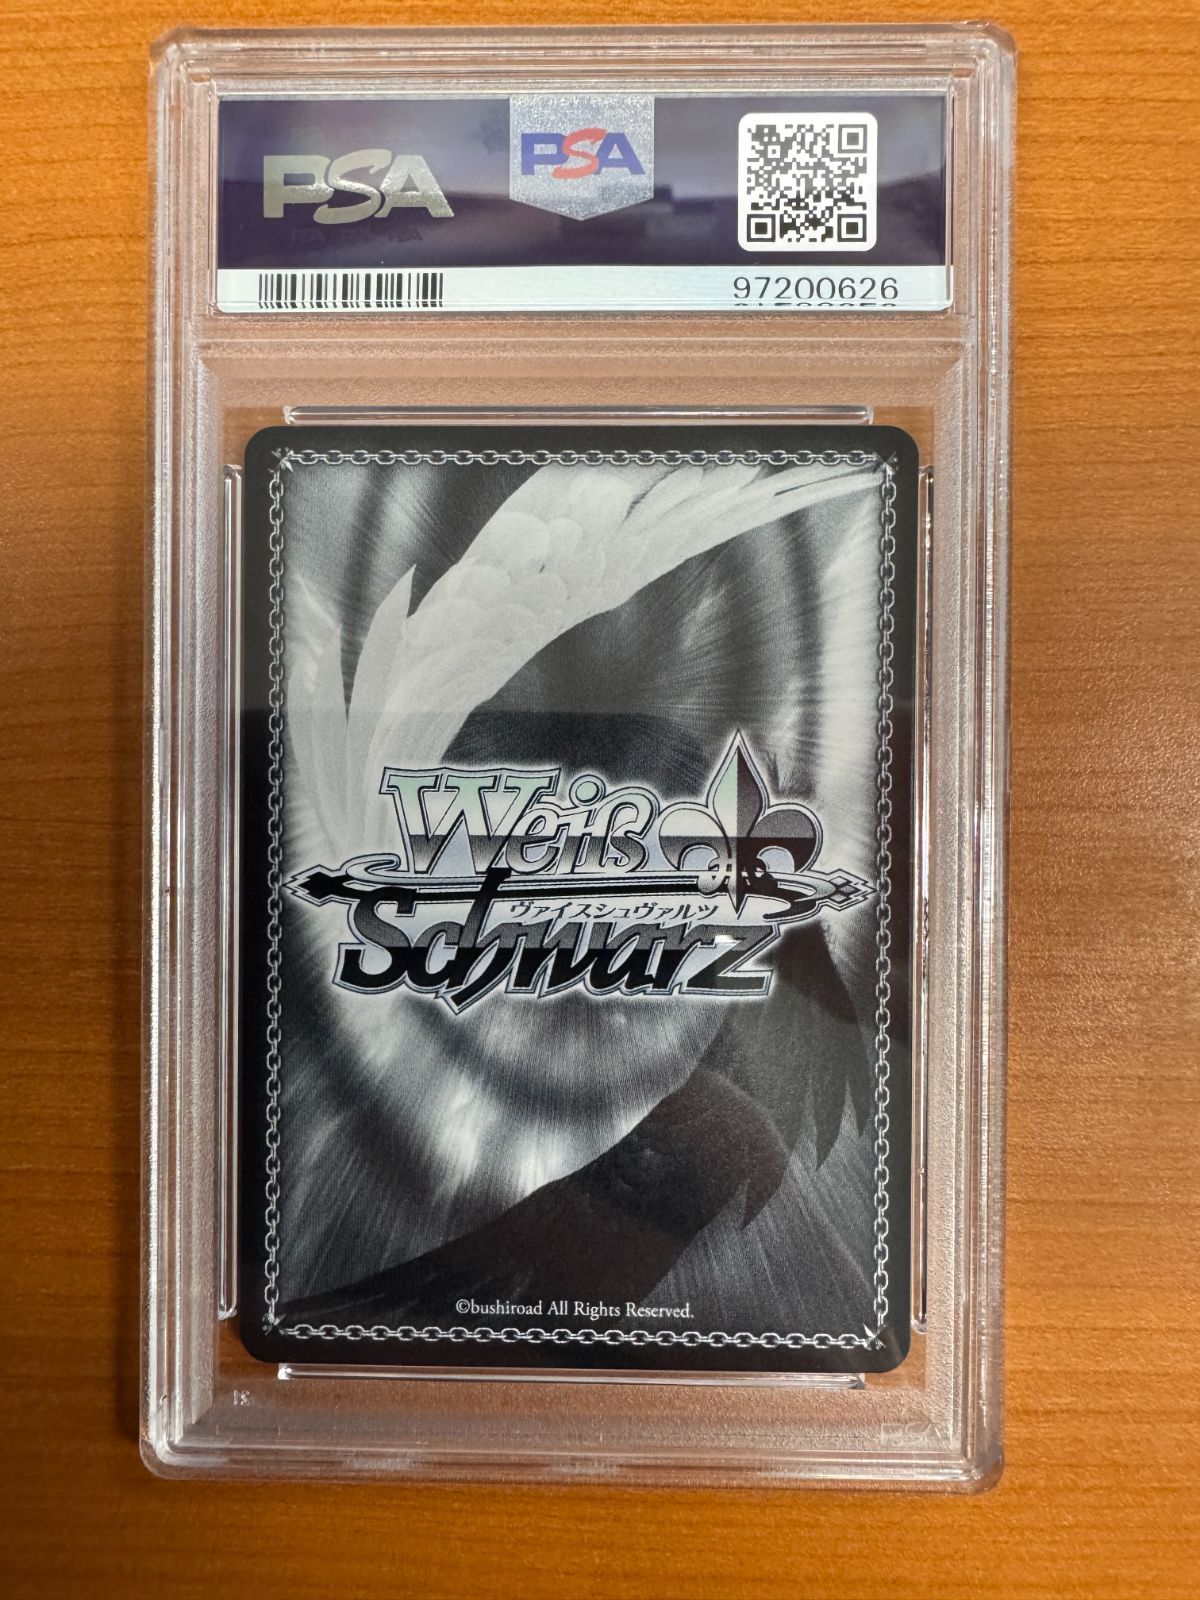 PSA
PSA
97200626
Weiß
ヴァイスシュヴァルツ
Schwarz
©bushiroad All Rights Reserved.